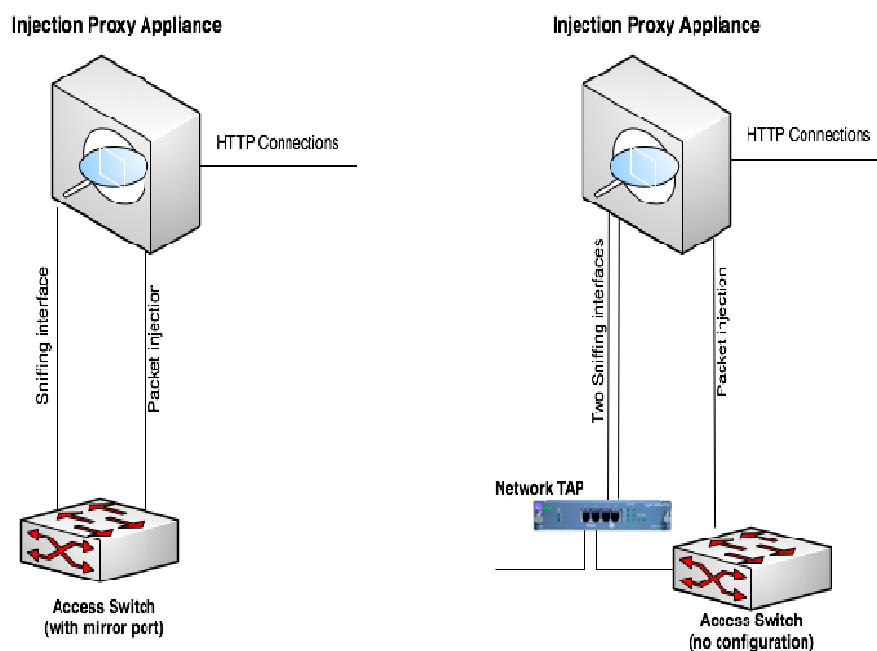 Injection Proxy Appliance
HTTP Connections
Sniffing interface
Packet injection
Access Switch
(with mirror port)
Injection Proxy Appliance
HTTP Connections
Two Sniffing interfaces
Packet injection
Network TAP
Access Switch
(no configuration)